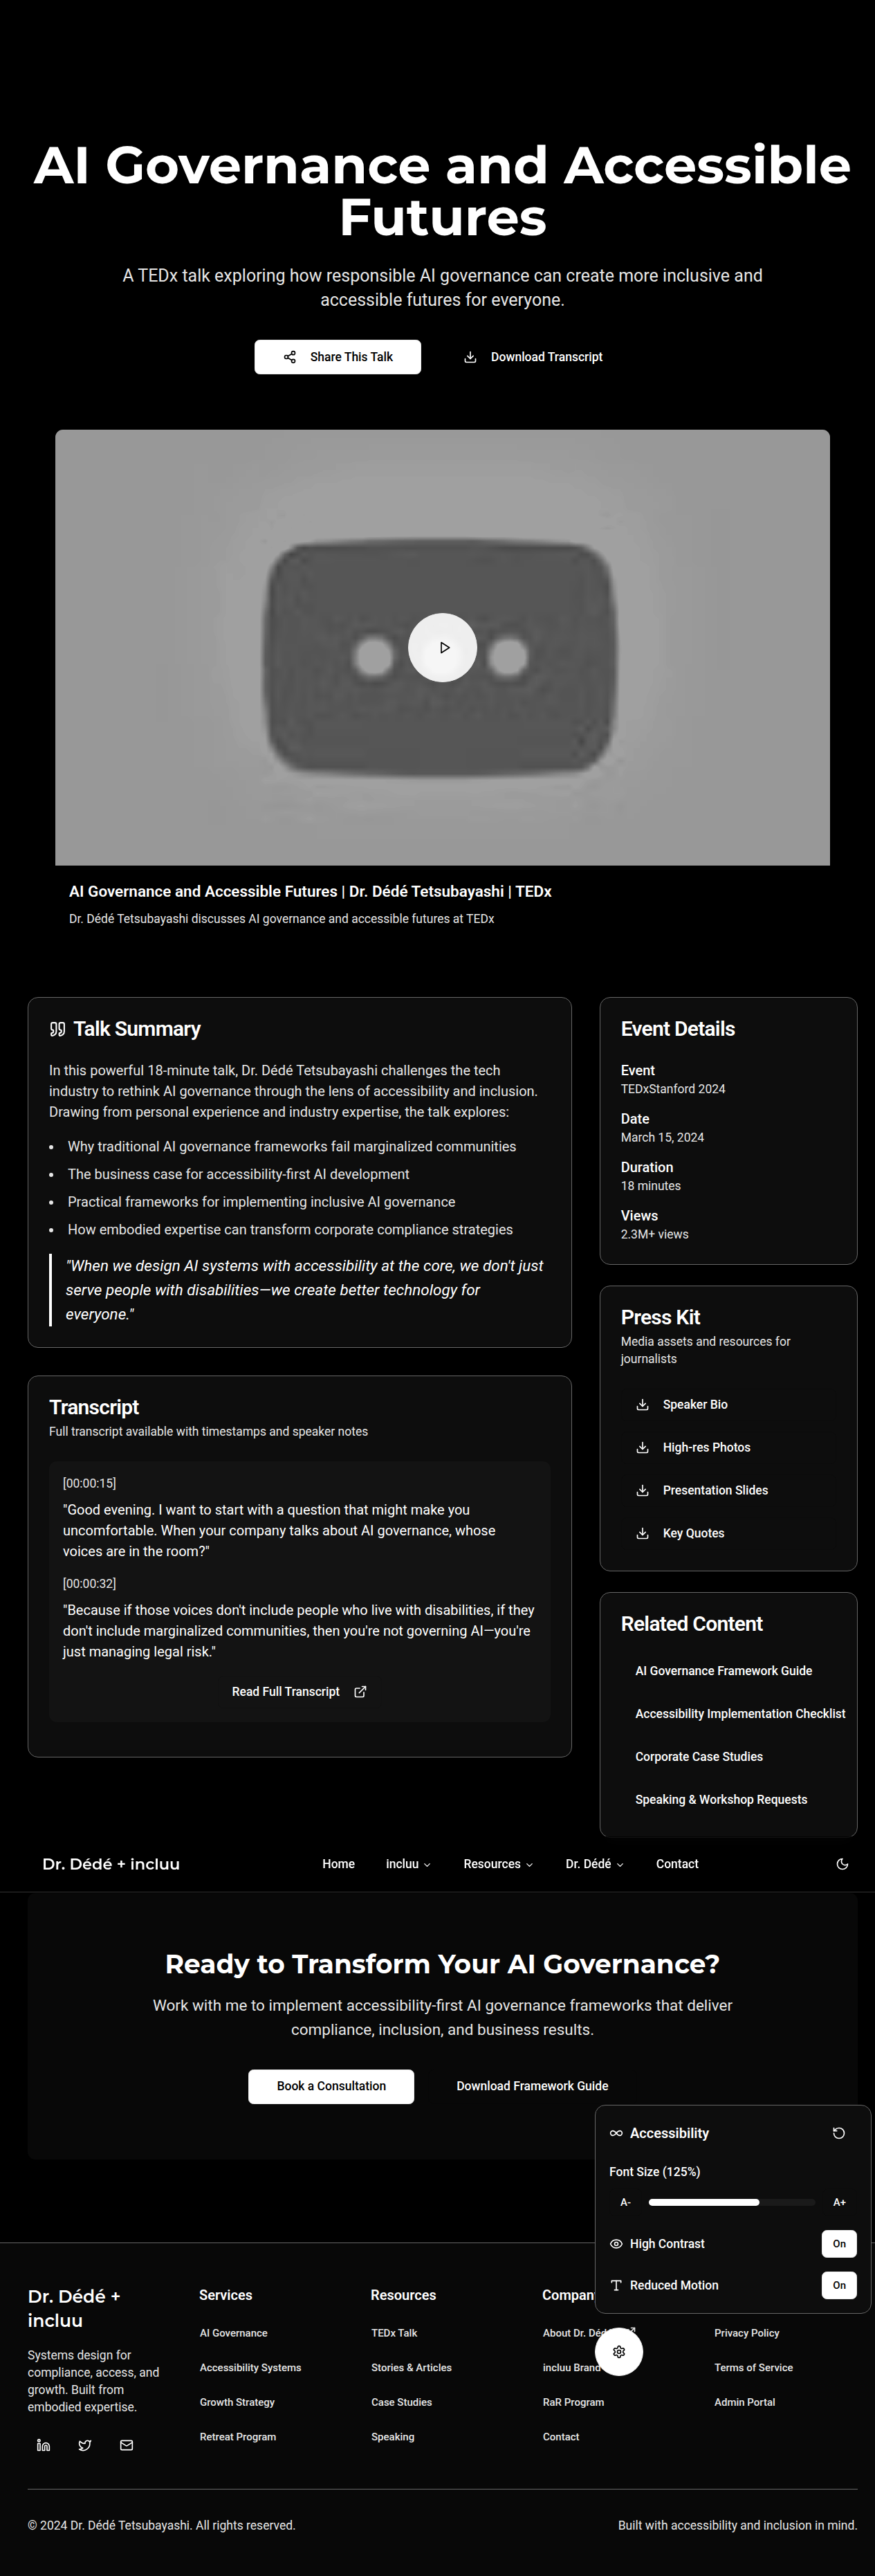 AI Governance and Accessible
Futures
A TEDx talk exploring how responsible AI governance can create more inclusive and
accessible futures for everyone.
Share This Talk
Download Transcript
AI Governance and Accessible Futures | Dr. Dédé Tetsubayashi | TEDx
Dr. Dédé Tetsubayashi discusses AI governance and accessible futures at TEDx
Talk Summary
In this powerful 18-minute talk, Dr. Dédé Tetsubayashi challenges the tech
industry to rethink AI governance through the lens of accessibility and inclusion.
Drawing from personal experience and industry expertise, the talk explores:
Why traditional AI governance frameworks fail marginalized communities
The business case for accessibility-first AI development
Practical frameworks for implementing inclusive AI governance
How embodied expertise can transform corporate compliance strategies
"When we design AI systems with accessibility at the core, we don't just
serve people with disabilities—we create better technology for
everyone."
Transcript
Full transcript available with timestamps and speaker notes
[00:00:15]
"Good evening. I want to start with a question that might make you
uncomfortable. When your company talks about AI governance, whose
voices are in the room?"
[00:00:32]
"Because if those voices don't include people who live with disabilities, if they
don't include marginalized communities, then you're not governing AI—you're
just managing legal risk."
Read Full Transcript
Event Details
Event
TEDxStanford 2024
Date
March 15, 2024
Duration
18 minutes
Views
2.3M+ views
Press Kit
Media assets and resources for
journalists
Speaker Bio
High-res Photos
Presentation Slides
Key Quotes
Related Content
AI Governance Framework Guide
Accessibility Implementation Checklist
Corporate Case Studies
Speaking & Workshop Requests
Dr. Dédé + incluu
Home
incluu
Resources
Dr. Dédé
Contact
Ready to Transform Your AI Governance?
Work with me to implement accessibility-first AI governance frameworks that deliver
compliance, inclusion, and business results.
Book a Consultation
Download Framework Guide
Accessibility
Font Size (125%)
A-
A+
High Contrast
On
Reduced Motion
On
Dr. Dédé +
incluu
Systems design for
compliance, access, and
growth. Built from
embodied expertise.
Services
AI Governance
Accessibility Systems
Growth Strategy
Retreat Program
Resources
TEDx Talk
Stories & Articles
Case Studies
Speaking
Company
About Dr. Dédé
incluu Brand
RaR Program
Contact
Privacy Policy
Terms of Service
Admin Portal
© 2024 Dr. Dédé Tetsubayashi. All rights reserved.
Built with accessibility and inclusion in mind.